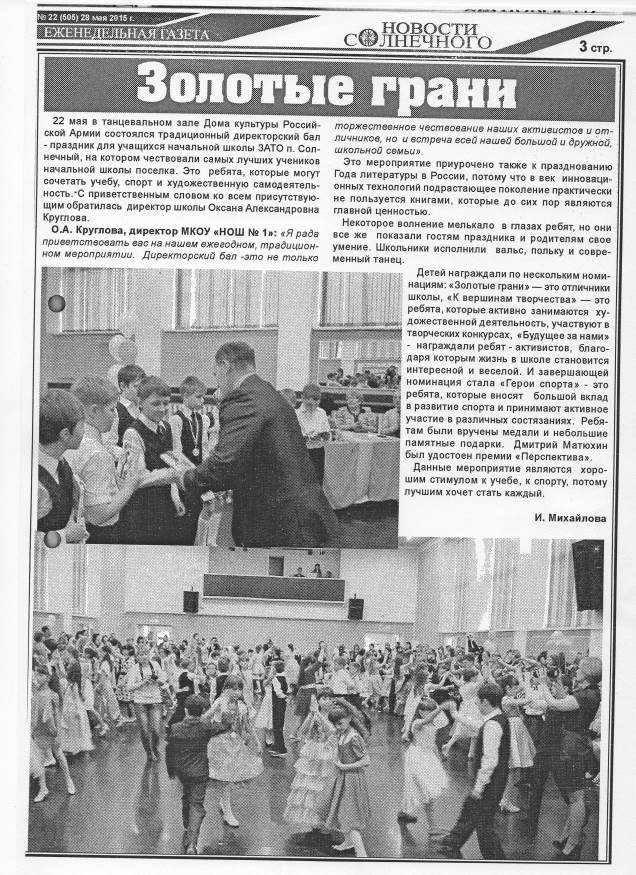 № 22 (505) 28 мая 2015 г.
ЕЖЕНЕДЕЛЬНАЯ ГАЗЕТА
НОВОСТИ
СОЛНЕЧНОГО
3 стр.
Золотые грани
22 мая в танцевальном зале Дома культуры Россий-
ской Армии состоялся традиционный директорский бал
- праздник для учащихся начальной школы ЗАТО п. Сол-
нечный, на котором чествовали самых лучших учеников
начальной школы поселка. Это ребята, которые могут
сочетать учебу, спорт и художественную самодеятель-
ность. С приветственным словом ко всем присутствую-
щим обратилась директор школы Оксана Александровна
Круглова.
О.А. Круглова, директор МКОУ «НОШ № 1»: «Я рада
приветствовать вас на нашем ежегодном, традицион-
ном мероприятии. Директорский бал -это не только
торжественное чествование наших активистов и от-
личников, но и встреча всей нашей большой и дружной,
школьной семьи».
Это мероприятие приурочено также к празднованию
Года литературы в России, потому что в век инноваци-
онных технологий подрастающее поколение практически
не пользуется книгами, которые до сих пор являются
главной ценностью.
Некоторое волнение мелькало в глазах ребят, но они
все же показали гостям праздника и родителям свое
умение. Школьники исполнили вальс, польку и совре-
менный танец.
Детей награждали по нескольким номи-
нациям: «Золотые грани» — это отличники
школы, «К вершинам творчества» — это
ребята, которые активно занимаются ху-
дожественной деятельность, участвуют в
творческих конкурсах, «Будущее за нами»
- награждали ребят - активистов, благо-
даря которым жизнь в школе становится
интересной и веселой. И завершающей
номинация стала «Герои спорта» - это
ребята, которые вносят большой вклад
в развитие спорта и принимают активное
участие в различных состязаниях. Ребя-
там были вручены медали и небольшие
памятные подарки. Дмитрий Матюхин
был удостоен премии «Перспектива».
Данные мероприятие являются хоро-
шим стимулом к учебе, к спорту, потому
лучшим хочет стать каждый.
И. Михайлова